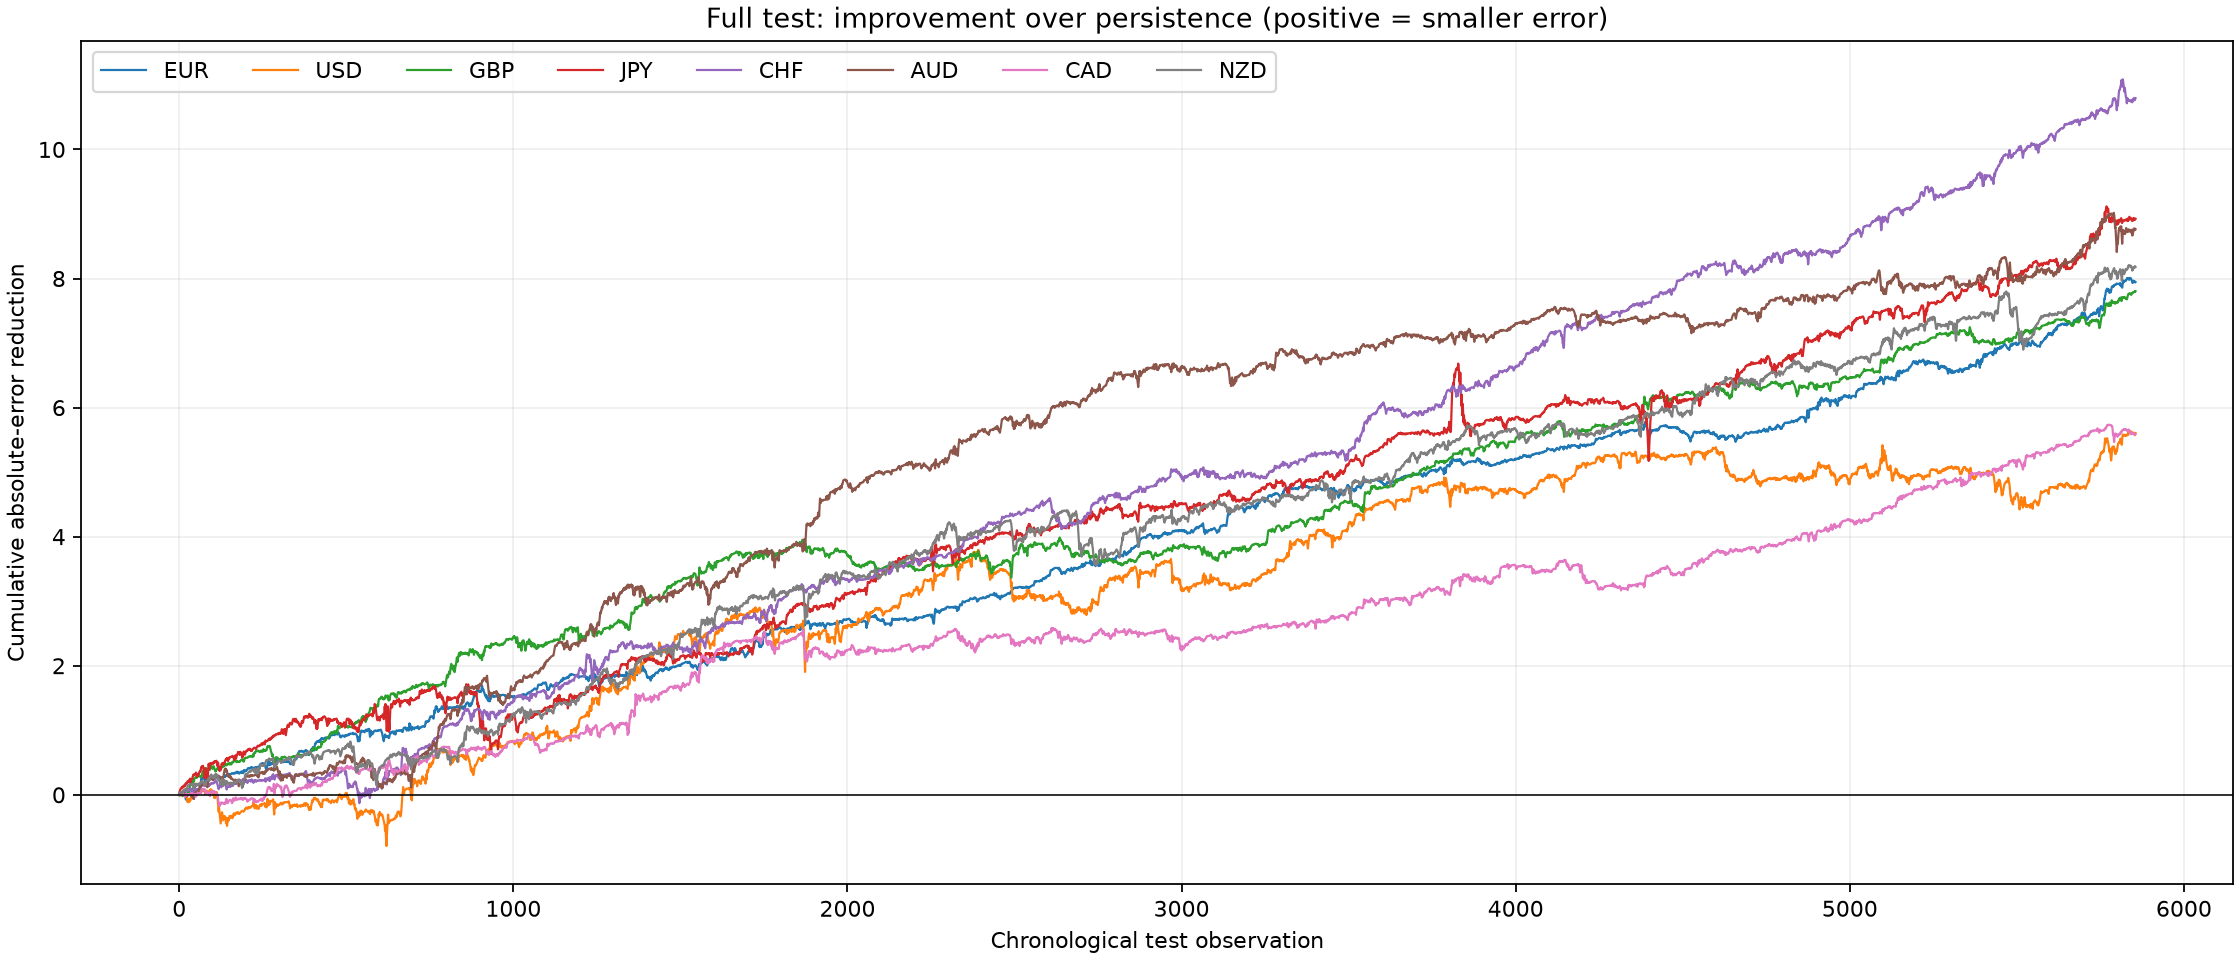 Full test: improvement over persistence (positive = smaller error)
EUR USD GBP JPY CHF AUD CAD NZD
Cumulative absolute-error reduction
10
8
6
4
2
0
0 1000 2000 3000 4000 5000 6000
Chronological test observation